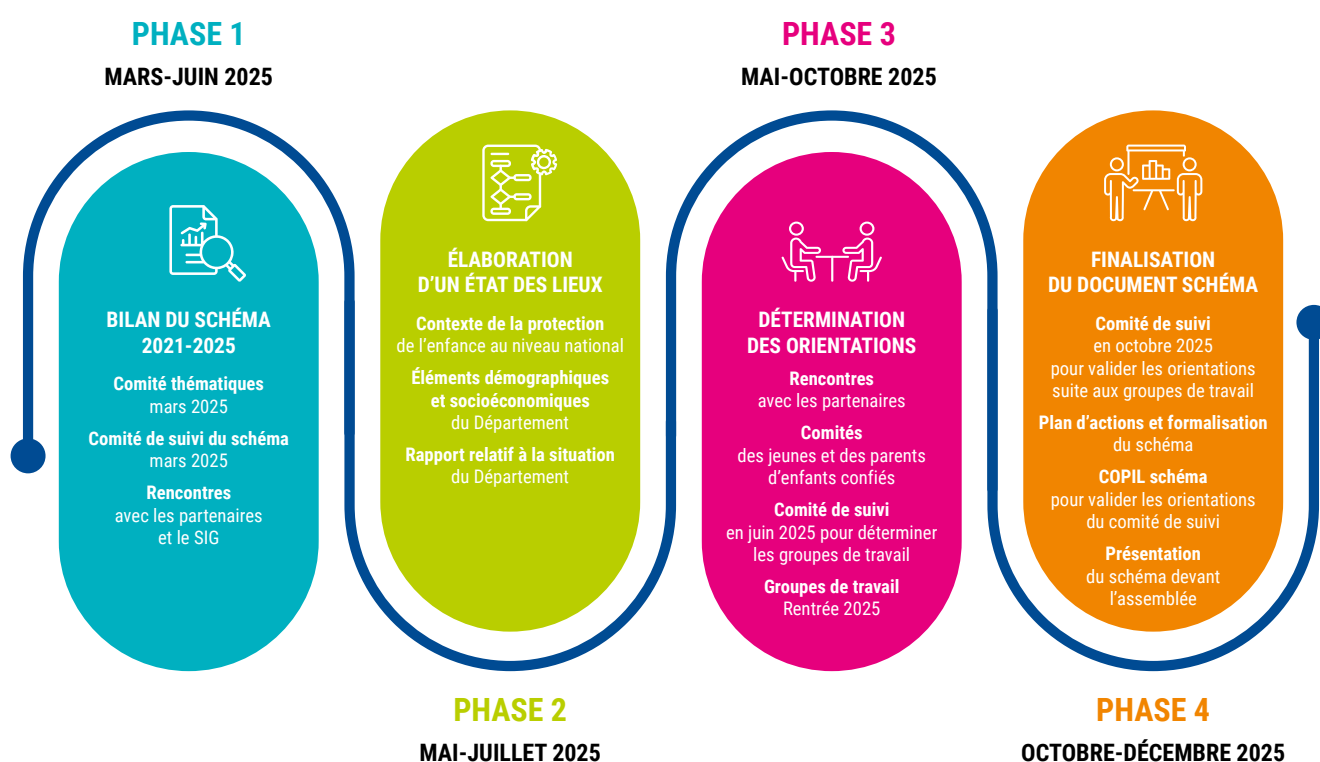 PHASE 1
MARS-JUIN 2025
BILAN DU SCHÉMA
2021-2025
Comité thématiques
mars 2025
Comité de suivi du schéma
mars 2025
Rencontres
avec les partenaires
et le SIG
ÉLABORATION
D'UN ÉTAT DES LIEUX
Contexte de la protection
de l'enfance au niveau national
Éléments démographiques
et socioéconomiques
du Département
Rapport relatif à la situation
du Département
PHASE 2
MAI-JUILLET 2025
PHASE 3
MAI-OCTOBRE 2025
DÉTERMINATION
DES ORIENTATIONS
Rencontres
avec les partenaires
Comités
des jeunes et des parents
d'enfants confiés
Comité de suivi
en juin 2025 pour déterminer
les groupes de travail
Groupes de travail
Rentrée 2025
FINALISATION
DU DOCUMENT SCHÉMA
Comité de suivi
en octobre 2025
pour valider les orientations
suite aux groupes de travail
Plan d'actions et formalisation
du schéma
COPIL schéma
pour valider les orientations
du comité de suivi
Présentation
du schéma devant
l'assemblée
PHASE 4
OCTOBRE-DÉCEMBRE 2025